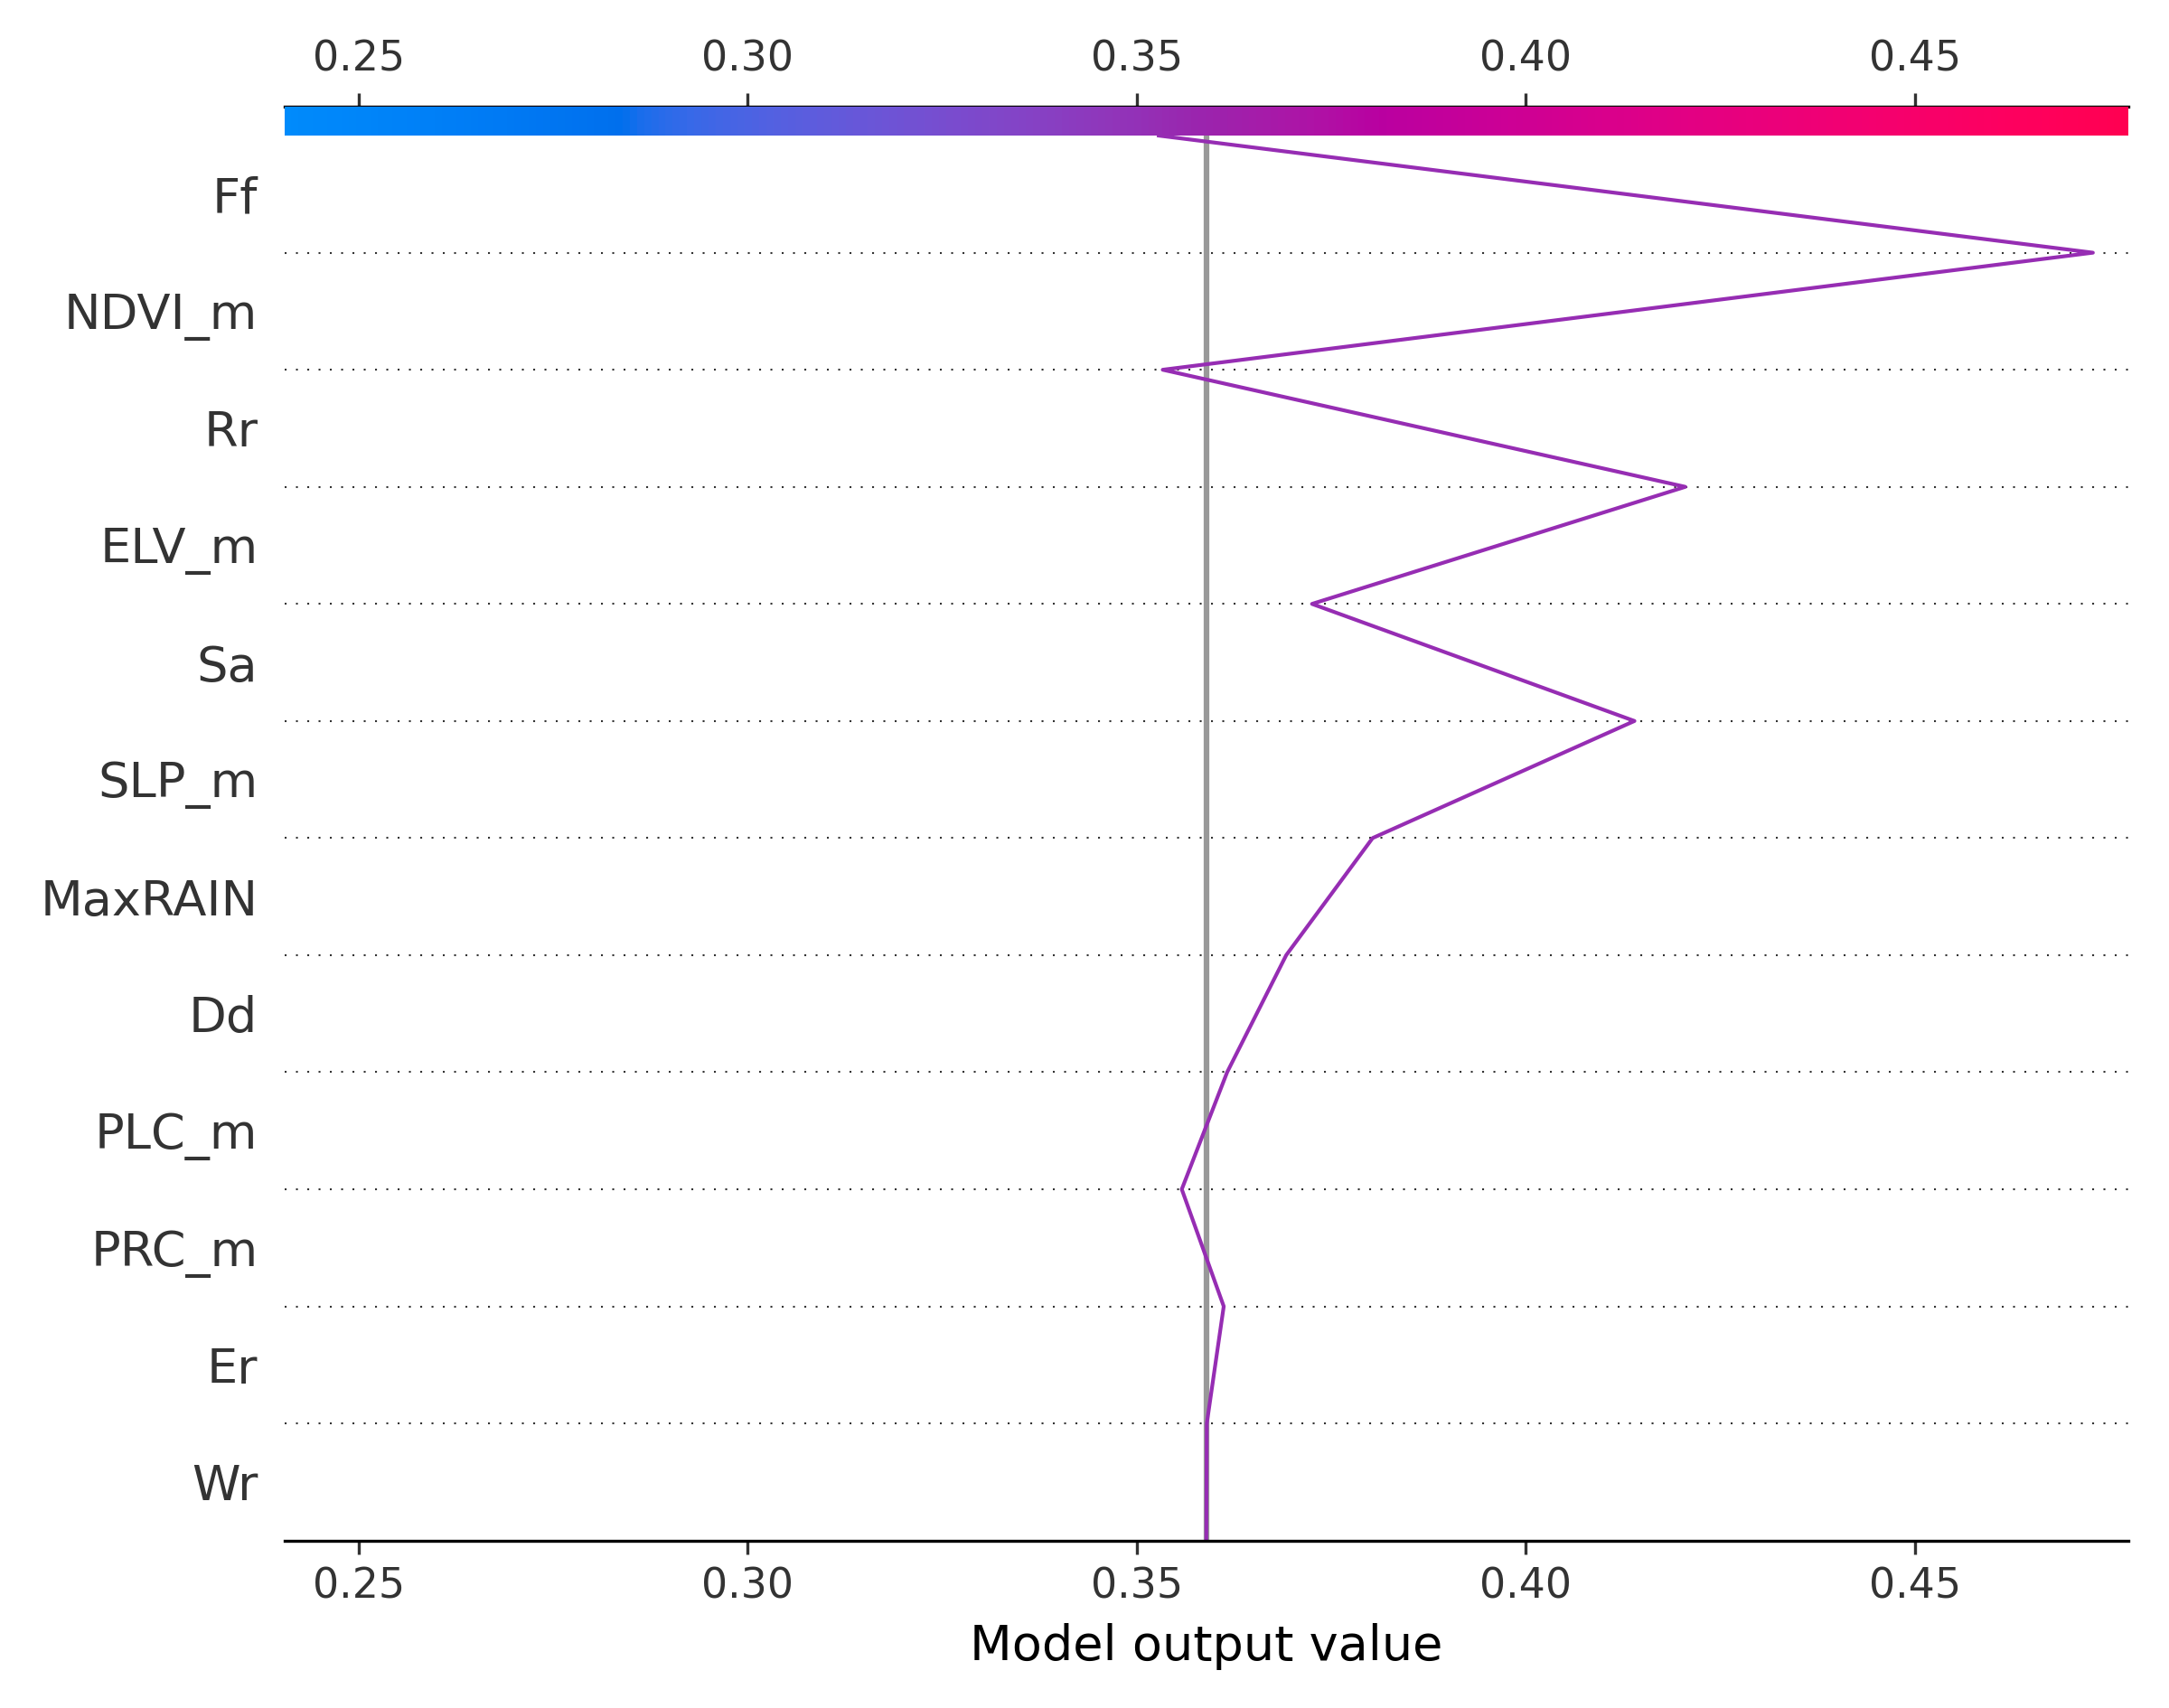 0.25 0.30 0.35 0.40 0.45
Ff
NDVI_m
Rr
ELV_m
Sa
SLP_m
MaxRAIN
Dd
PLC_m
PRC_m
Er
Wr
0.25 0.30 0.35 0.40 0.45
Model output value